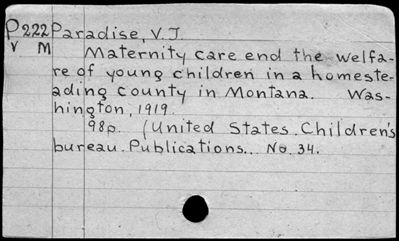 P222 Paradise, V.J.
V M Maternity care end the welfa-
re of young children in a homeste-
ading county in Montana. Was-
hington, 1919.
98p. (United States. Children's
bureau. Publications... No. 34.